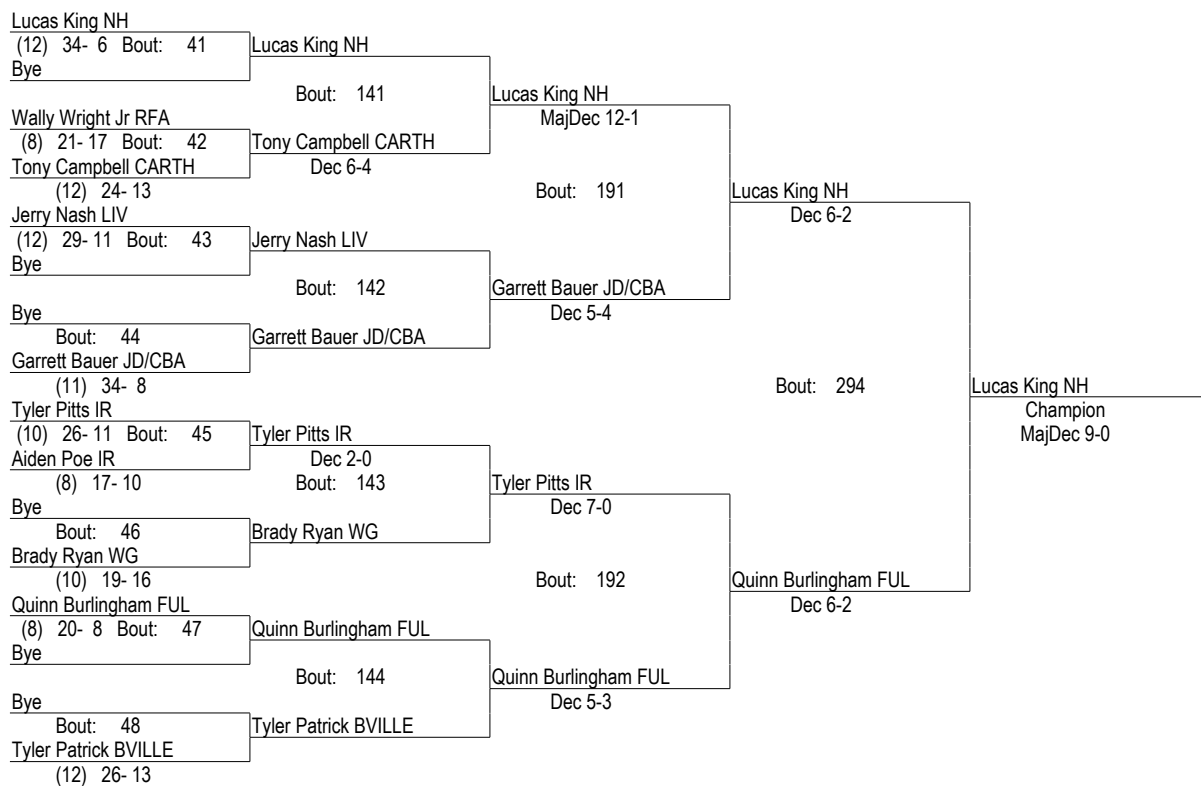 Lucas King NH
(12) 34- 6 Bout: 41
Bye
Wally Wright Jr RFA
(8) 21- 17 Bout: 42
Tony Campbell CARTH
(12) 24- 13
Jerry Nash LIV
(12) 29- 11 Bout: 43
Bye
Bye
Bout: 44
Garrett Bauer JD/CBA
(11) 34- 8
Tyler Pitts IR
(10) 26- 11 Bout: 45
Aiden Poe IR
(8) 17- 10
Bye
Bout: 46
Brady Ryan WG
(10) 19- 16
Quinn Burlingham FUL
(8) 20- 8 Bout: 47
Bye
Bye
Bout: 48
Tyler Patrick BVILLE
(12) 26- 13
Lucas King NH
Bout: 141
Tony Campbell CARTH
Dec 6-4
Jerry Nash LIV
Bout: 142
Garrett Bauer JD/CBA
Tyler Pitts IR
Dec 2-0
Bout: 143
Brady Ryan WG
Quinn Burlingham FUL
Bout: 144
Tyler Patrick BVILLE
Lucas King NH
MajDec 12-1
Bout: 191
Garrett Bauer JD/CBA
Dec 5-4
Tyler Pitts IR
Dec 7-0
Bout: 192
Quinn Burlingham FUL
Dec 5-3
Lucas King NH
Dec 6-2
Bout: 294
Quinn Burlingham FUL
Dec 6-2
Lucas King NH
Champion
MajDec 9-0